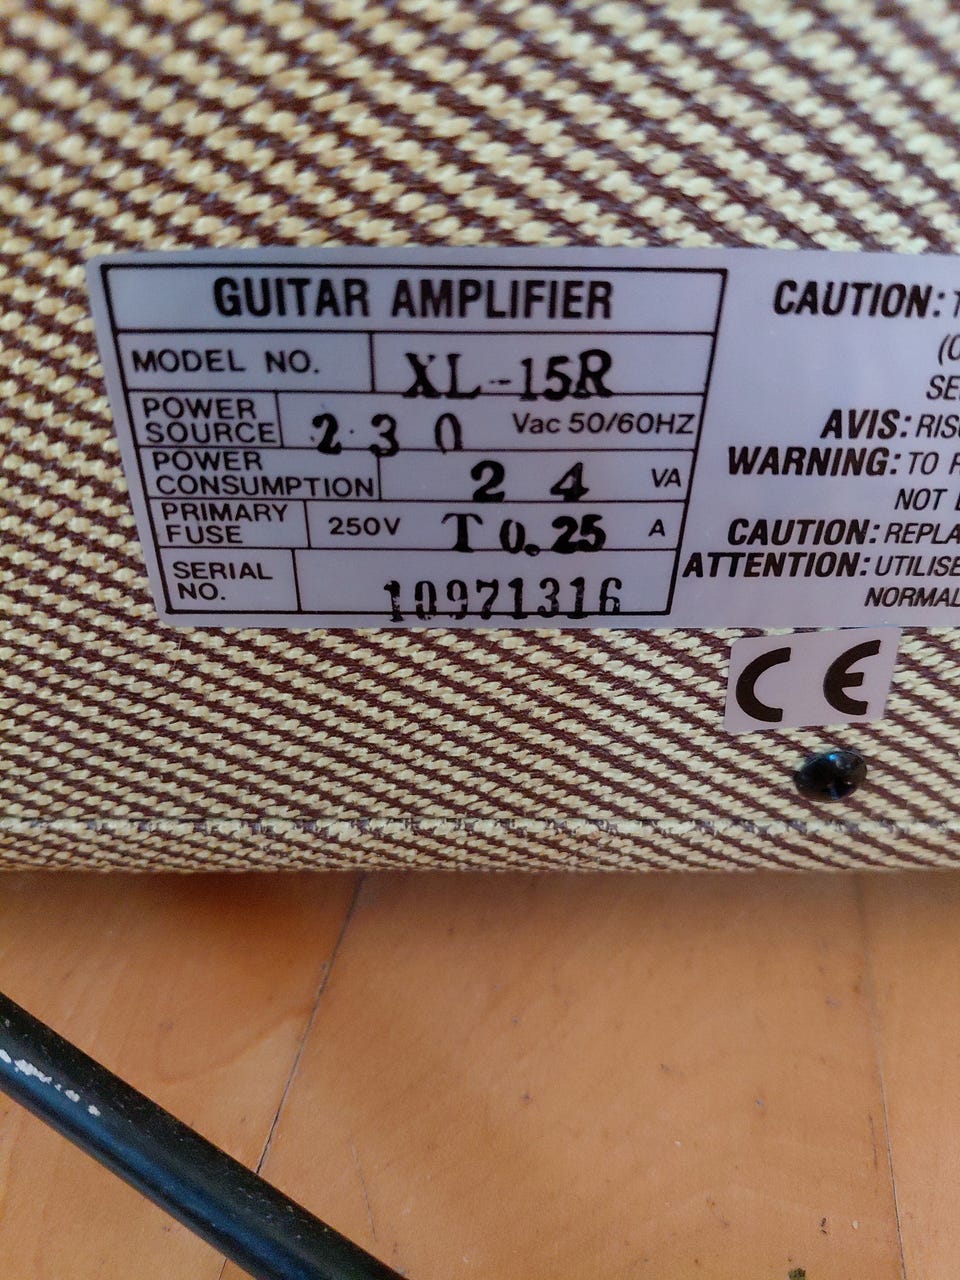 GUITAR AMPLIFIER
MODEL NO. XL-15R
POWER SOURCE 230 Vac 50/60HZ
POWER CONSUMPTION 24 VA
PRIMARY FUSE 250V T 0.25 A
SERIAL NO. 10971316
CAUTION:
AVIS:
WARNING: TO
NOT
CAUTION:
ATTENTION:
CE